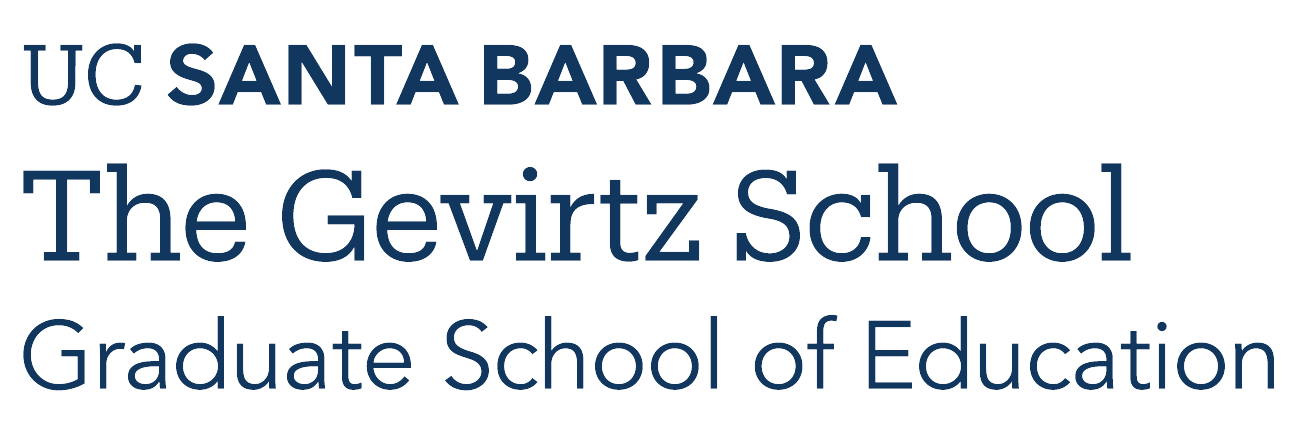 UC SANTA BARBARA
The Gevirtz School
Graduate School of Education